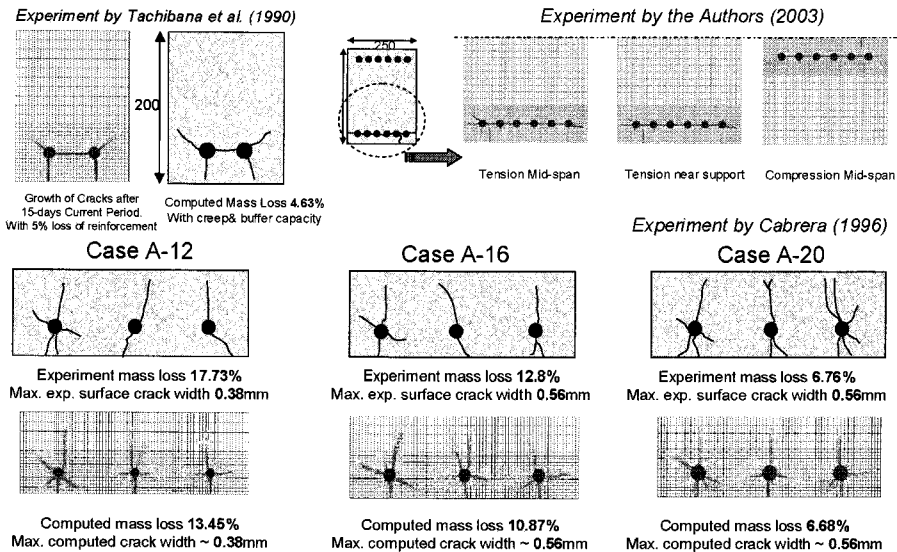 Experiment by Tachibana et al. (1990)
Experiment by the Authors (2003)
250
200
Growth of Cracks after
15-days Current Period.
With 5% loss of reinforcement
Computed Mass Loss 4.63%
With creep& buffer capacity
Tension Mid-span
Tension near support
Compression Mid-span
Experiment by Cabrera (1996)
Case A-12
Case A-16
Case A-20
Experiment mass loss 17.73%
Max. exp. surface crack width 0.38mm
Experiment mass loss 12.8%
Max. exp. surface crack width 0.56mm
Experiment mass loss 6.76%
Max. exp. surface crack width 0.56mm
Computed mass loss 13.45%
Max. computed crack width ~ 0.38mm
Computed mass loss 10.87%
Max. computed crack width ~ 0.56mm
Computed mass loss 6.68%
Max. computed crack width ~ 0.56mm